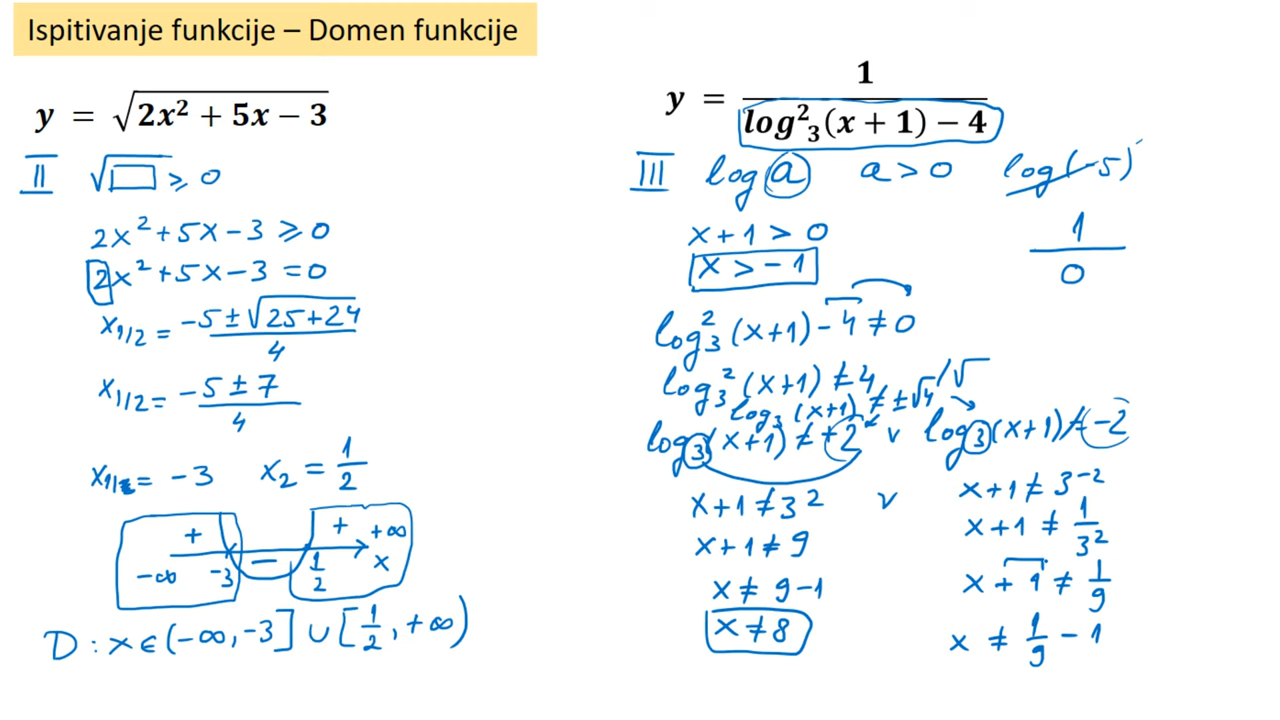 Ispitivanje funkcije – Domen funkcije
y = √(2x² + 5x − 3)
II √▭ ≥ 0
2x² + 5x − 3 ≥ 0
2x² + 5x − 3 = 0
x₁/₂ = (−5 ± √(25+24))/4
x₁/₂ = (−5 ± 7)/4
x₁ = −3 x₂ = 1/2
+ − + +∞
−∞ −3 1/2 x
D : x ∈ (−∞, −3] ∪ [1/2, +∞)
y = 1/(log²₃(x + 1) − 4)
III log a a > 0 log(−5)
x + 1 > 0
x > −1
1/0
log₃²(x+1) − 4 ≠ 0
log₃²(x+1) ≠ 4 /√
log₃(x+1) ≠ ±√4
log₃(x+1) ≠ +2 ∨ log₃(x+1) ≠ −2
x+1 ≠ 3² ∨ x+1 ≠ 3⁻²
x+1 ≠ 9 x+1 ≠ 1/3²
x ≠ 9−1 x + 1 ≠ 1/9
x ≠ 8 x ≠ 1/9 − 1